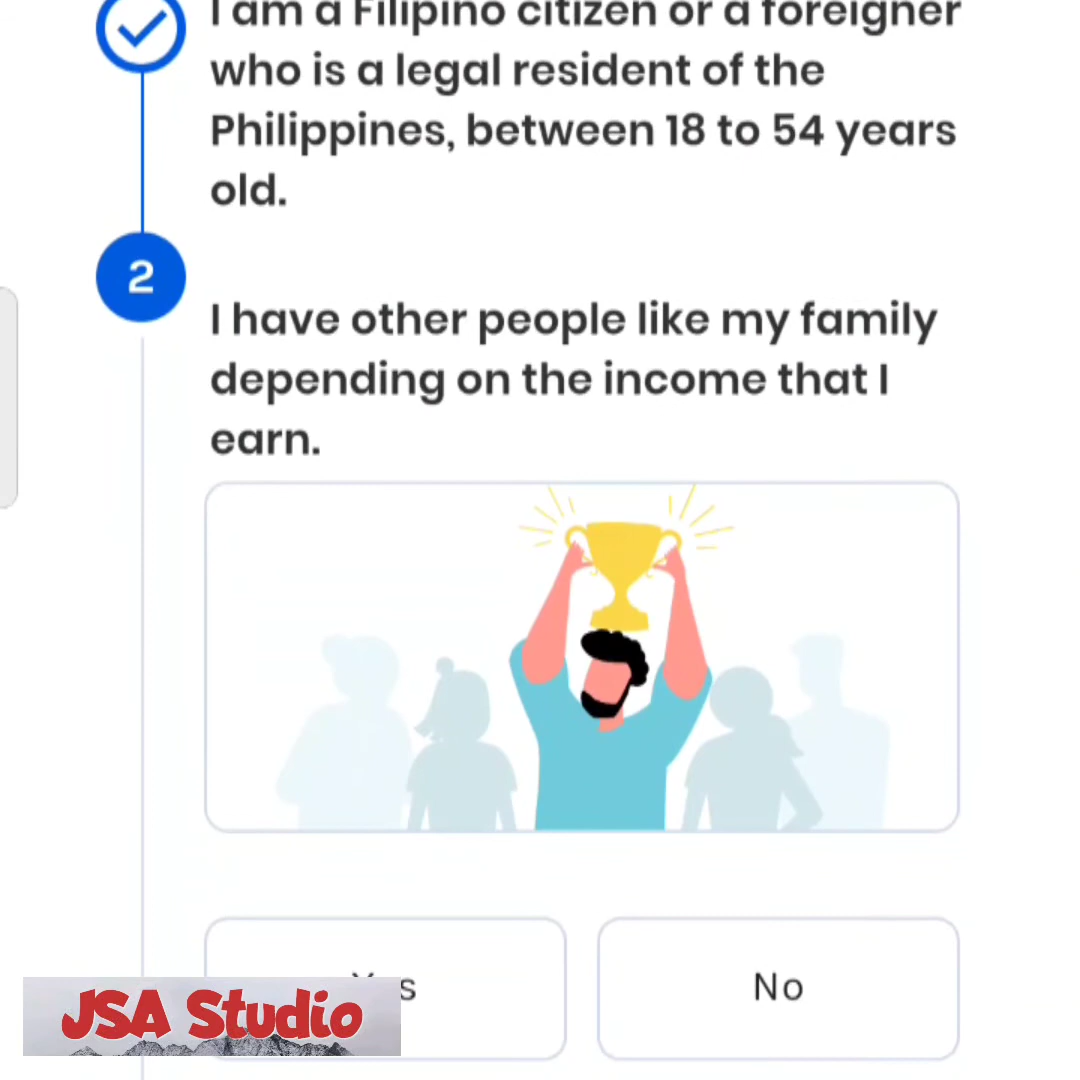 I am a Filipino citizen or a foreigner
who is a legal resident of the
Philippines, between 18 to 54 years
old.
2
I have other people like my family
depending on the income that I
earn.
Yes
No
JSA Studio